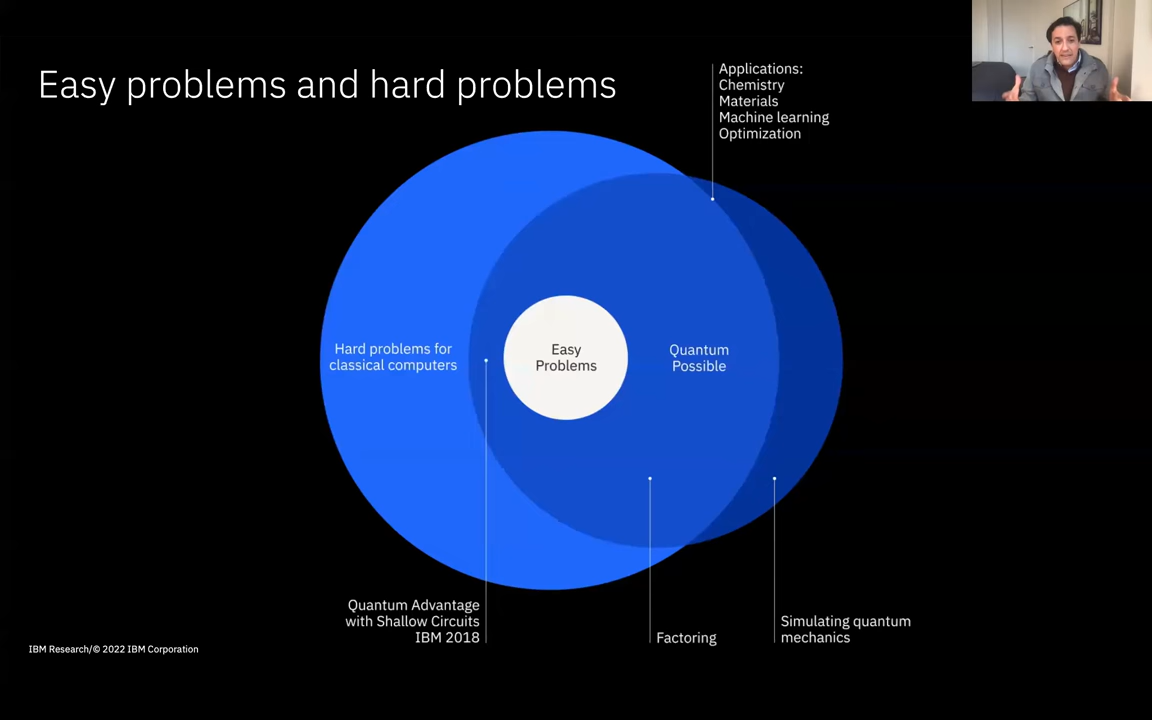 Easy problems and hard problems
Applications:
Chemistry
Materials
Machine learning
Optimization
Hard problems for
classical computers
Easy
Problems
Quantum
Possible
Quantum Advantage
with Shallow Circuits
IBM 2018
Factoring
Simulating quantum
mechanics
IBM Research/© 2022 IBM Corporation